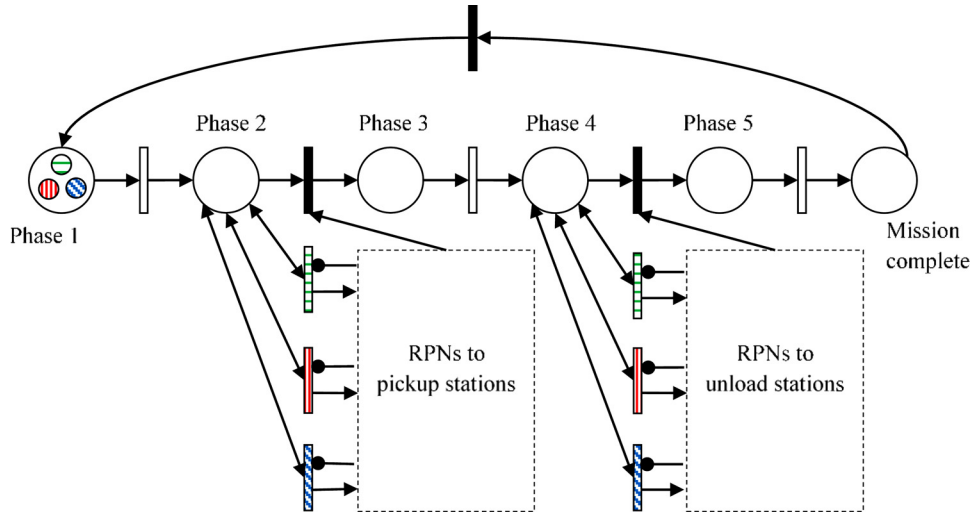 Phase 2
Phase 3
Phase 4
Phase 5
Phase 1
Mission
complete
RPNs to
pickup stations
RPNs to
unload stations